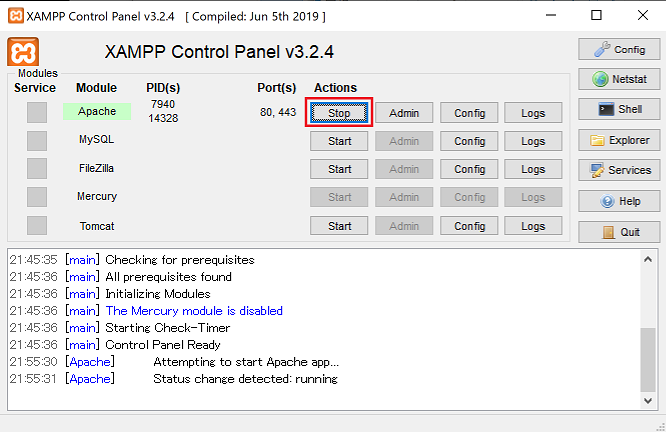 XAMPP Control Panel v3.2.4 [ Compiled: Jun 5th 2019 ]
XAMPP Control Panel v3.2.4
Config
Modules
Service Module PID(s) Port(s) Actions
Netstat
Apache 7940 14328 80, 443 Stop Admin Config Logs
Shell
MySQL Start Admin Config Logs
Explorer
FileZilla Start Admin Config Logs
Services
Mercury Start Admin Config Logs
Help
Tomcat Start Admin Config Logs
Quit
21:45:35 [main] Checking for prerequisites
21:45:36 [main] All prerequisites found
21:45:36 [main] Initializing Modules
21:45:36 [main] The Mercury module is disabled
21:45:36 [main] Starting Check-Timer
21:45:36 [main] Control Panel Ready
21:55:30 [Apache] Attempting to start Apache app...
21:55:31 [Apache] Status change detected: running